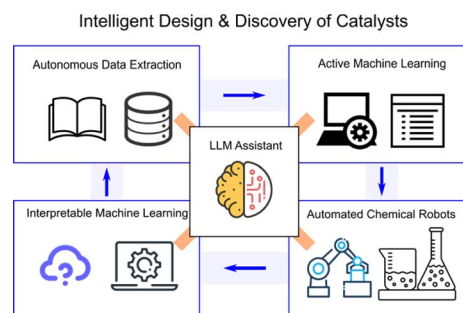 Intelligent Design & Discovery of Catalysts
Autonomous Data Extraction
Active Machine Learning
LLM Assistant
Interpretable Machine Learning
Automated Chemical Robots
?